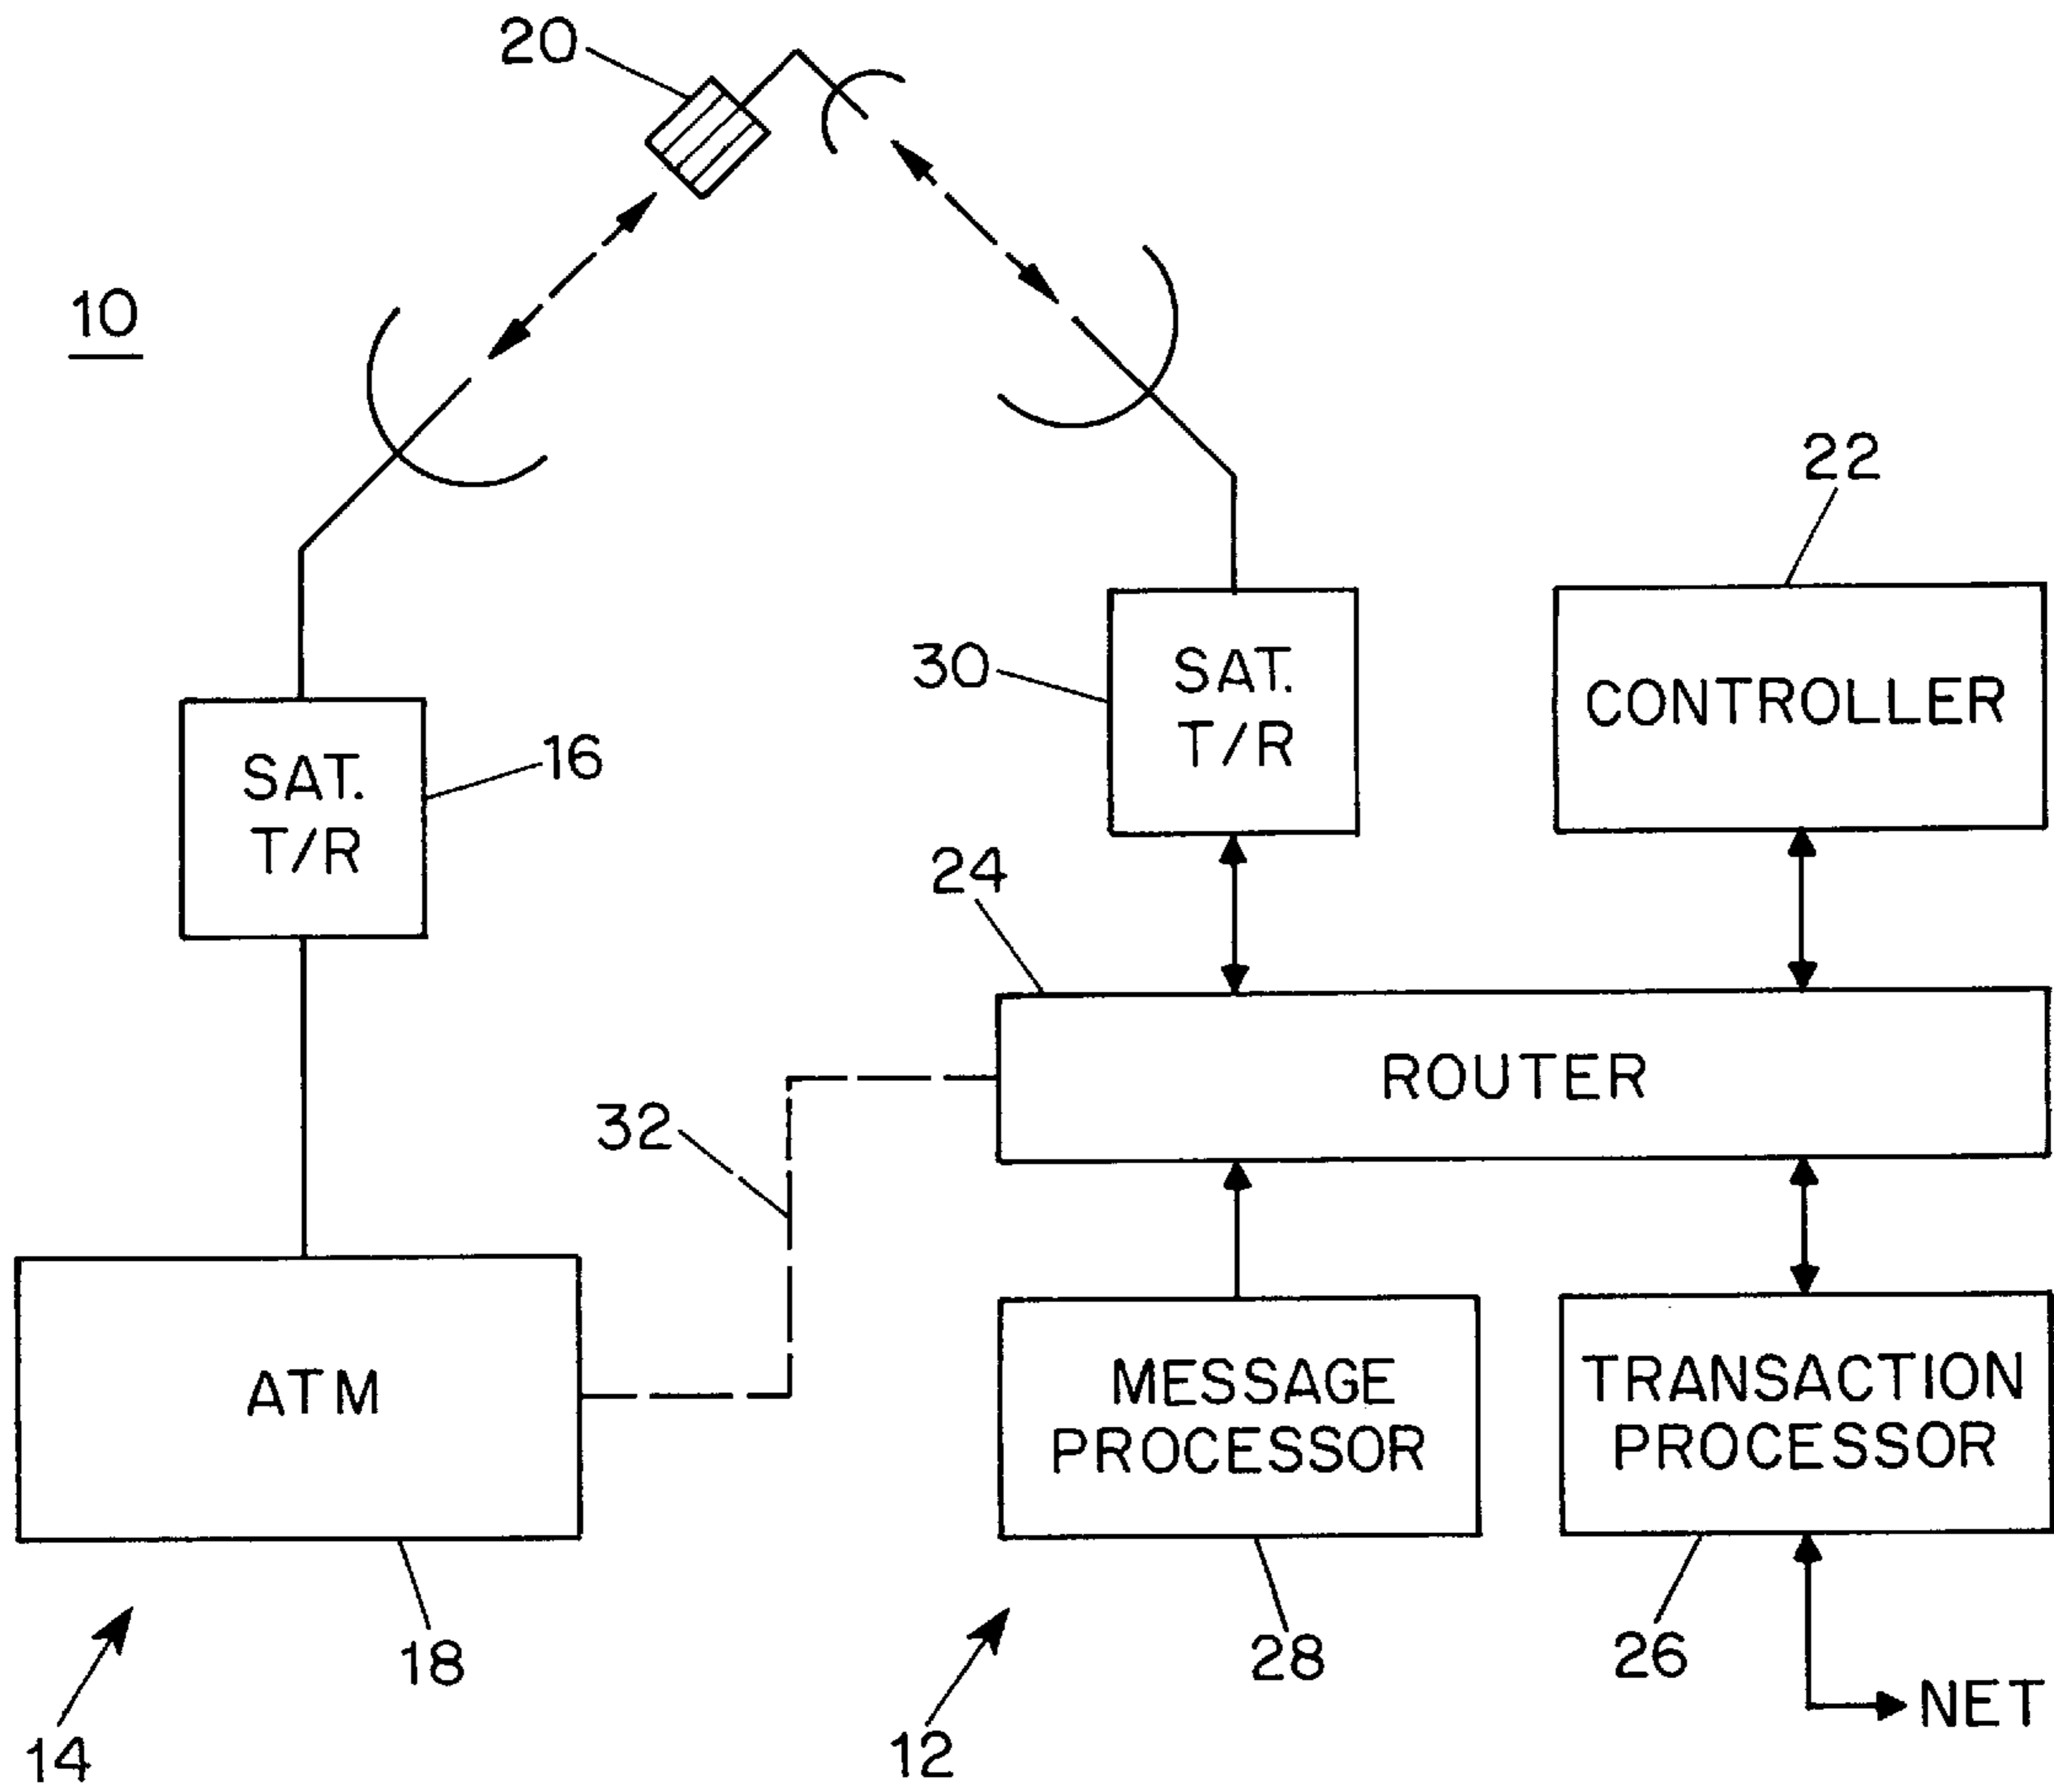 20
10
22
30
SAT.
T/R
CONTROLLER
16
SAT.
T/R
24
ROUTER
32
ATM
MESSAGE
PROCESSOR
TRANSACTION
PROCESSOR
18
28
26
NET
14
12